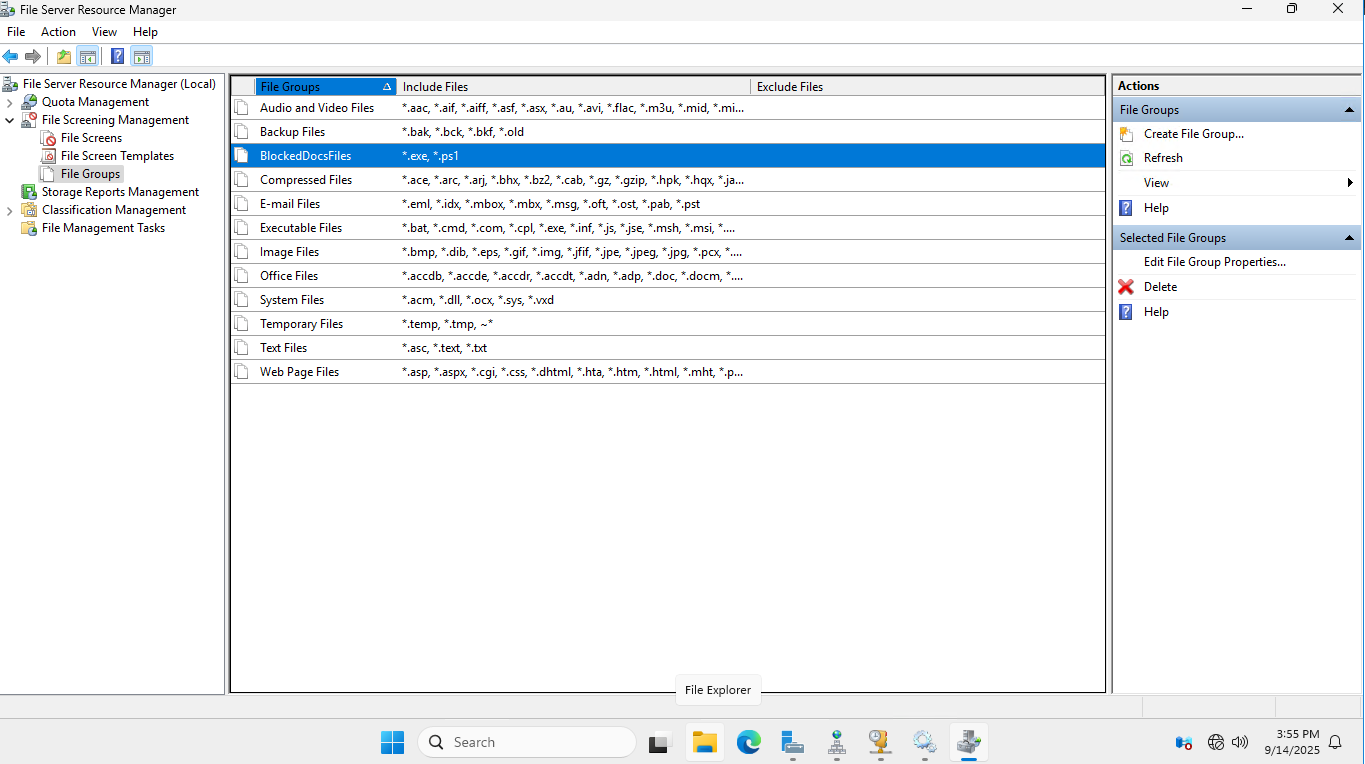 File Server Resource Manager
File Action View Help
File Server Resource Manager (Local)
Quota Management
File Screening Management
File Screens
File Screen Templates
File Groups
Storage Reports Management
Classification Management
File Management Tasks
File Groups Include Files Exclude Files
Audio and Video Files *.aac, *.aif, *.aiff, *.asf, *.asx, *.au, *.avi, *.flac, *.m3u, *.mid, *.mi...
Backup Files *.bak, *.bck, *.bkf, *.old
BlockedDocsFiles *.exe, *.ps1
Compressed Files *.ace, *.arc, *.arj, *.bhx, *.bz2, *.cab, *.gz, *.gzip, *.hpk, *.hqx, *.ja...
E-mail Files *.eml, *.idx, *.mbox, *.mbx, *.msg, *.oft, *.ost, *.pab, *.pst
Executable Files *.bat, *.cmd, *.com, *.cpl, *.exe, *.inf, *.js, *.jse, *.msh, *.msi, *....
Image Files *.bmp, *.dib, *.eps, *.gif, *.img, *.jfif, *.jpe, *.jpeg, *.jpg, *.pcx, *....
Office Files *.accdb, *.accde, *.accdr, *.accdt, *.adn, *.adp, *.doc, *.docm, *....
System Files *.acm, *.dll, *.ocx, *.sys, *.vxd
Temporary Files *.temp, *.tmp, ~*
Text Files *.asc, *.text, *.txt
Web Page Files *.asp, *.aspx, *.cgi, *.css, *.dhtml, *.hta, *.htm, *.html, *.mht, *.p...
Actions
File Groups
Create File Group...
Refresh
View
Help
Selected File Groups
Edit File Group Properties...
Delete
Help
File Explorer
Search
3:55 PM
9/14/2025